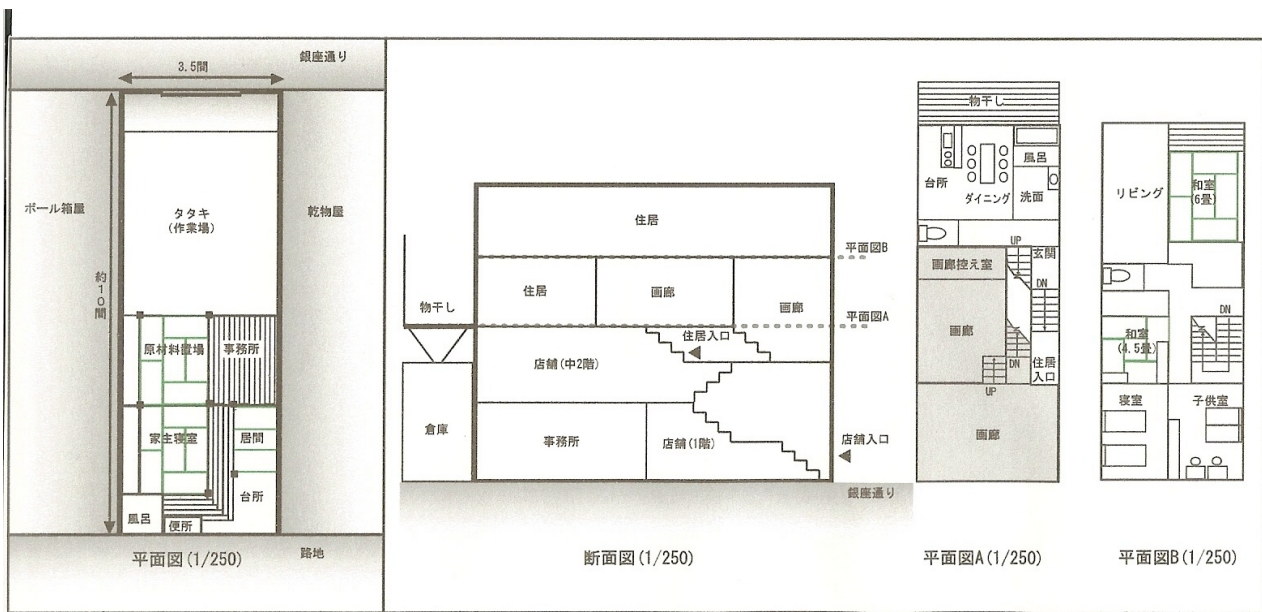 銀座通り
3.5間
ボール箱屋
タタキ
(作業場)
乾物屋
約10間
原材料置場
事務所
家主寝室
居間
台所
風呂
便所
平面図(1/250)
路地
住居
平面図B
住居
画廊
画廊
物干し
平面図A
住居入口
店舗(中2階)
倉庫
事務所
店舗(1階)
店舗入口
銀座通り
断面図(1/250)
物干し
風呂
台所
ダイニング
洗面
UP
画廊控え室
玄関
DN
画廊
DN
住居
入口
UP
画廊
平面図A(1/250)
リビング
和室
(6畳)
DN
和室
(4.5畳)
寝室
子供室
平面図B(1/250)